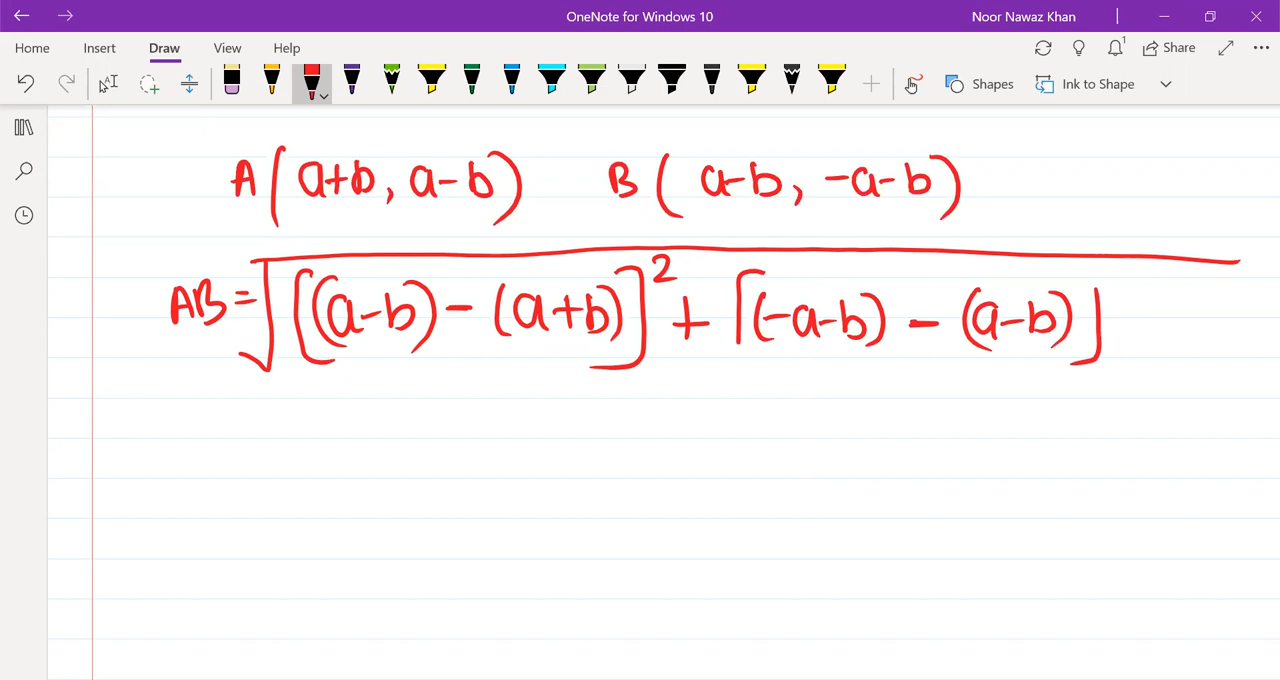 OneNote for Windows 10 Noor Nawaz Khan
Home Insert Draw View Help 1 Share
Shapes Ink to Shape
A(a+b, a-b) B(a-b, -a-b)
AB=√[(a-b)-(a+b)]²+[(-a-b)-(a-b)]